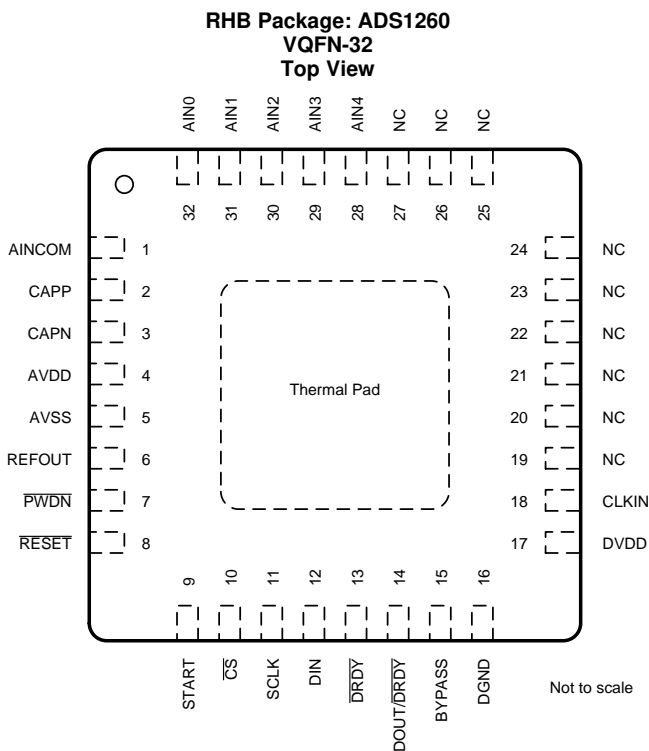 RHB Package: ADS1260
VQFN-32
Top View
AIN0
AIN1
AIN2
AIN3
AIN4
NC
NC
NC
32
31
30
29
28
27
26
25
AINCOM 1
CAPP 2
CAPN 3
AVDD 4
AVSS 5
REFOUT 6
PWDN 7
RESET 8
24 NC
23 NC
22 NC
21 NC
20 NC
19 NC
18 CLKIN
17 DVDD
Thermal Pad
9
10
11
12
13
14
15
16
START
CS
SCLK
DIN
DRDY
DOUT/DRDY
BYPASS
DGND
Not to scale